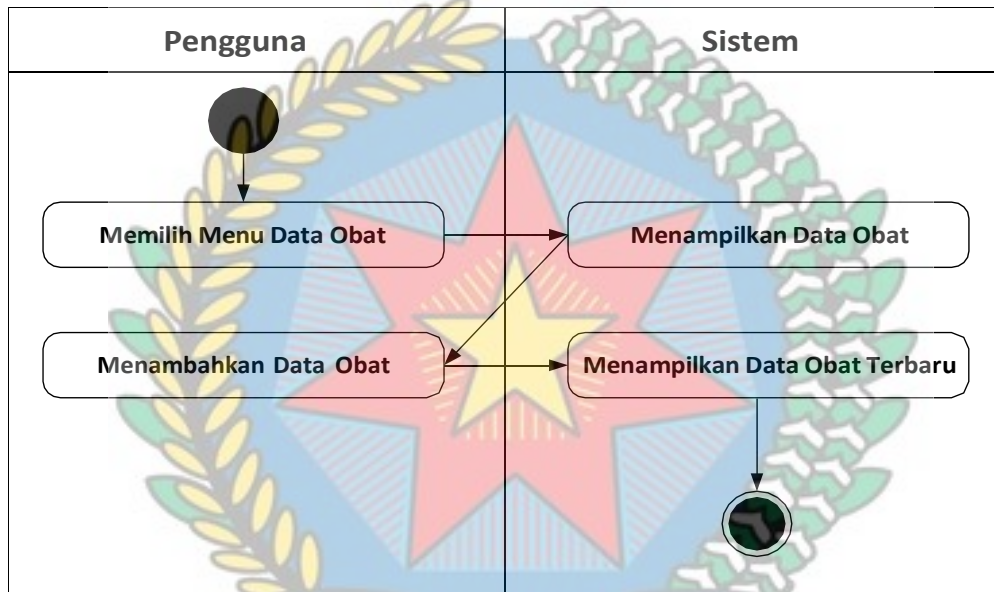 Pengguna
Sistem
Memilih Menu Data Obat
Menampilkan Data Obat
Menambahkan Data Obat
Menampilkan Data Obat Terbaru